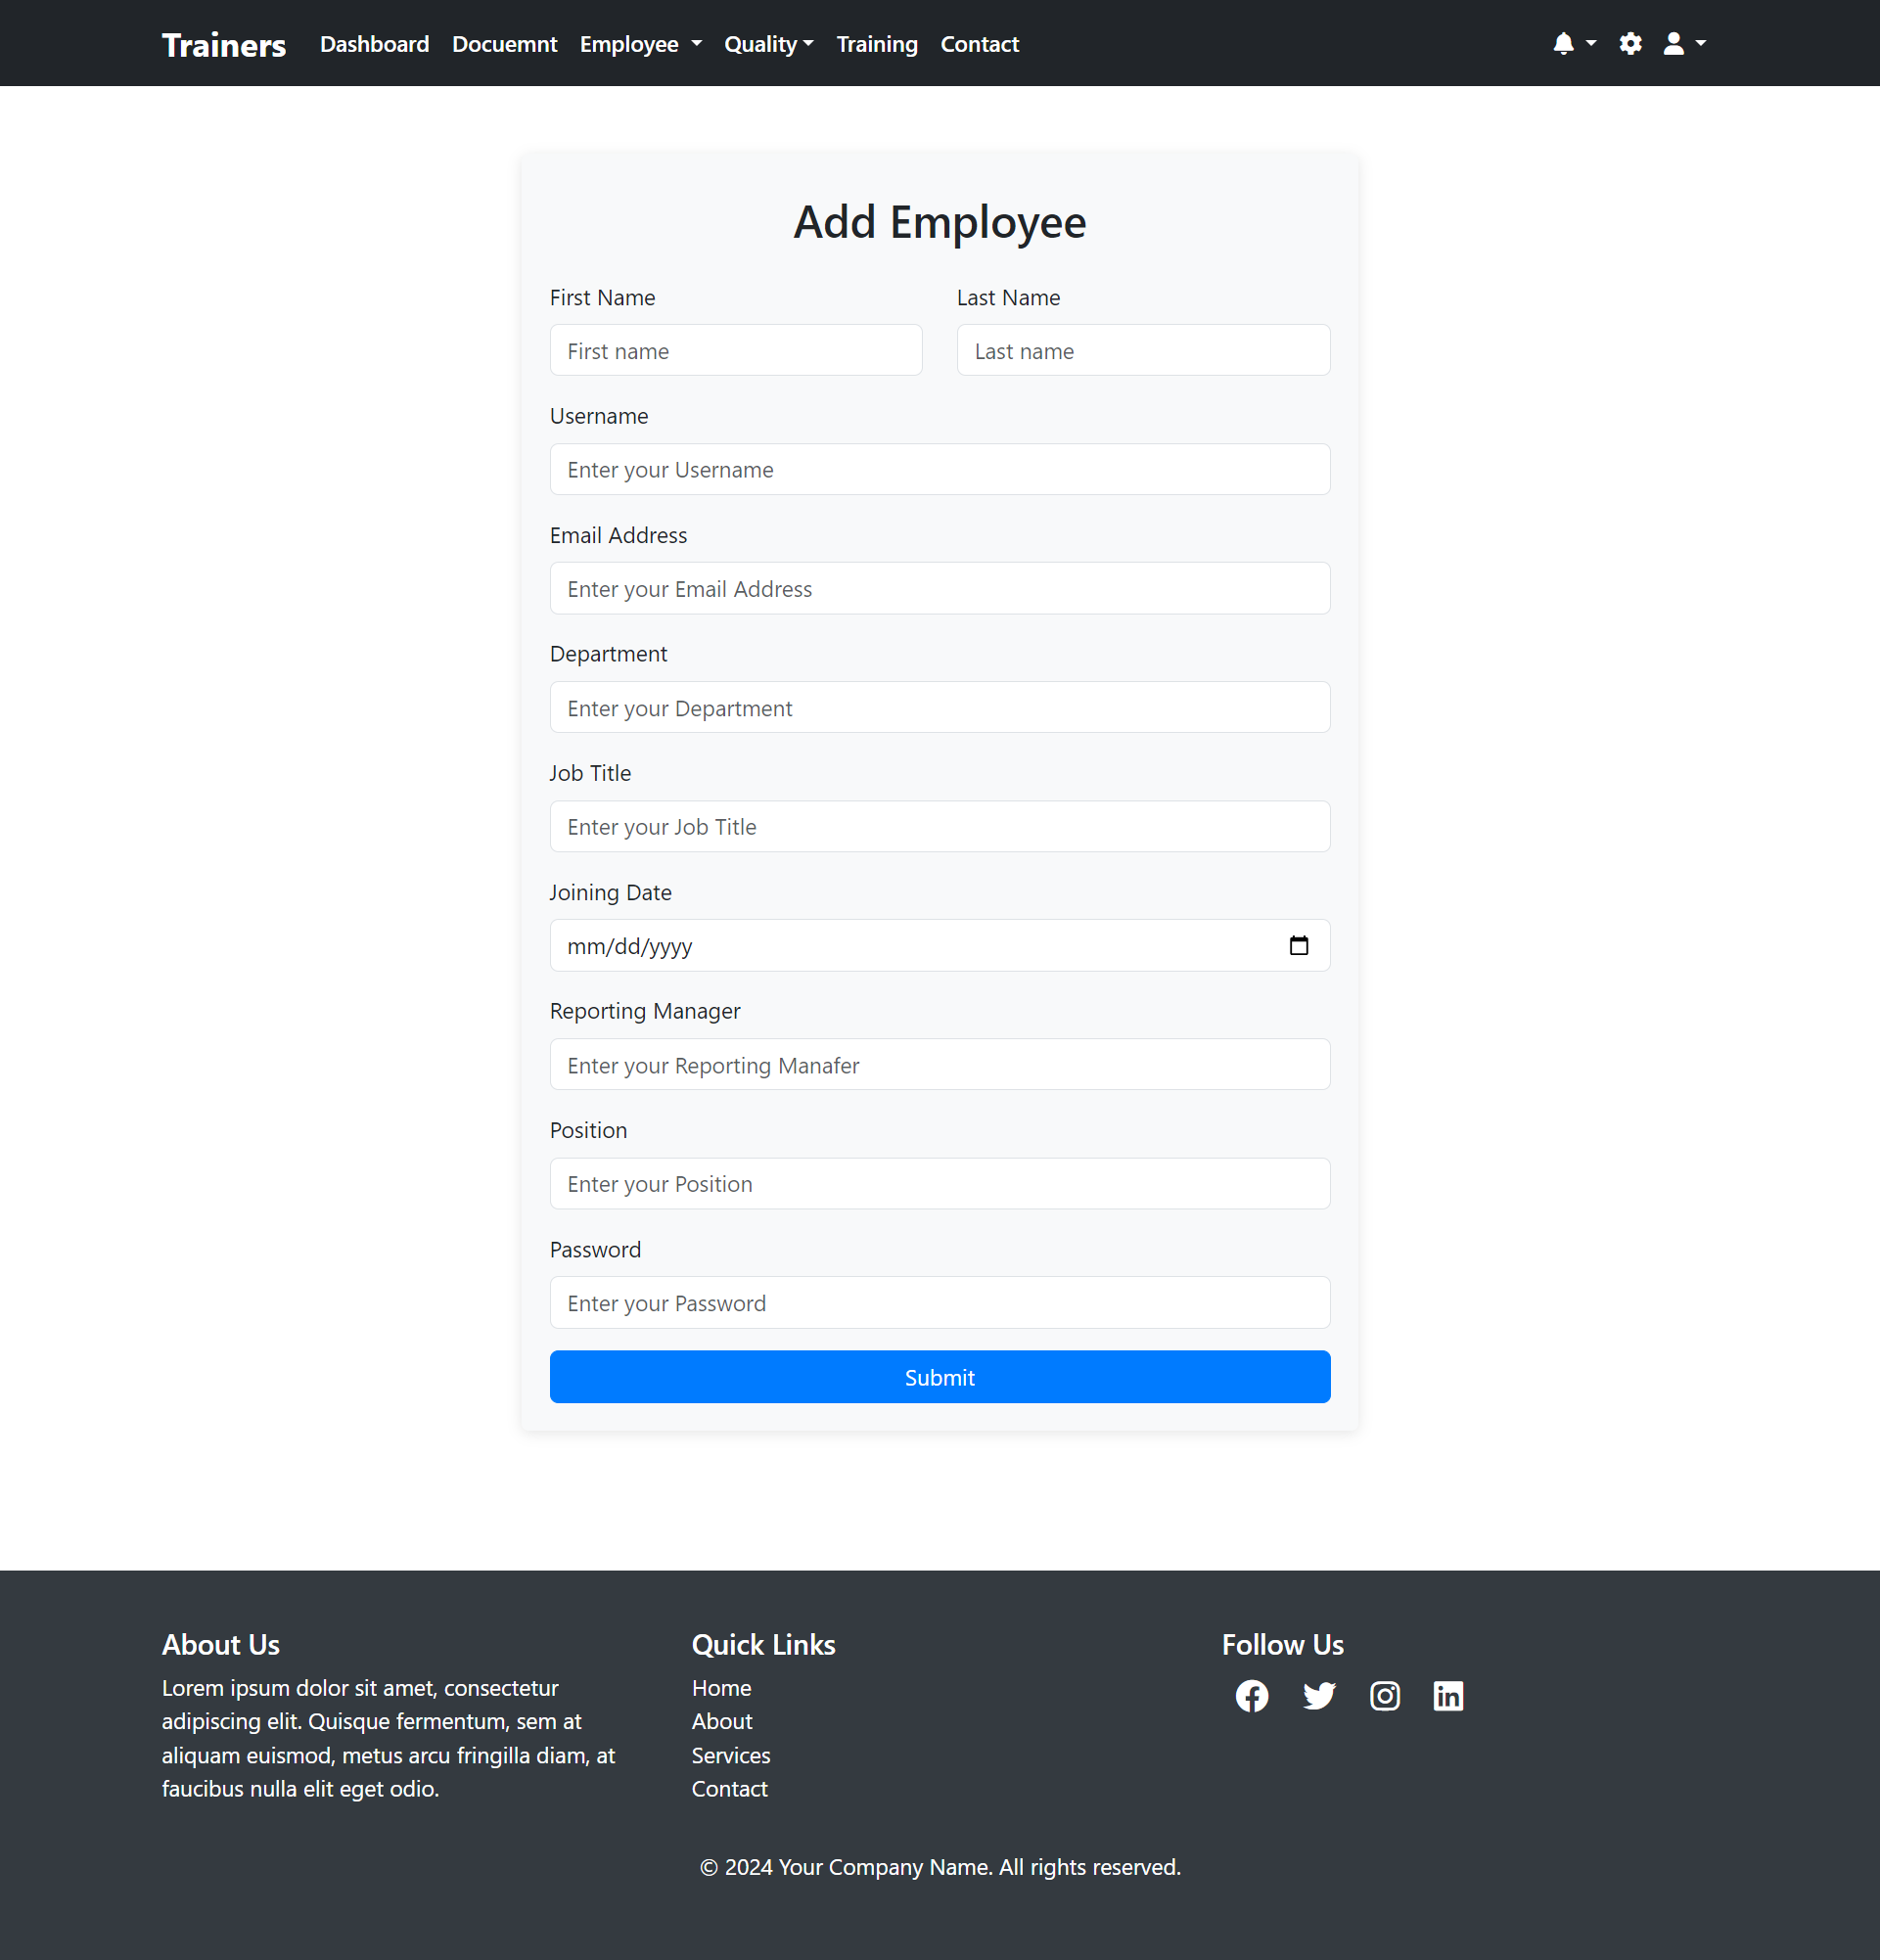 Trainers Dashboard Docuemnt Employee Quality Training Contact
Add Employee
First Name Last Name
First name Last name
Username
Enter your Username
Email Address
Enter your Email Address
Department
Enter your Department
Job Title
Enter your Job Title
Joining Date
mm/dd/yyyy
Reporting Manager
Enter your Reporting Manafer
Position
Enter your Position
Password
Enter your Password
Submit
About Us
Lorem ipsum dolor sit amet, consectetur
adipiscing elit. Quisque fermentum, sem at
aliquam euismod, metus arcu fringilla diam, at
faucibus nulla elit eget odio.
Quick Links
Home
About
Services
Contact
Follow Us
© 2024 Your Company Name. All rights reserved.